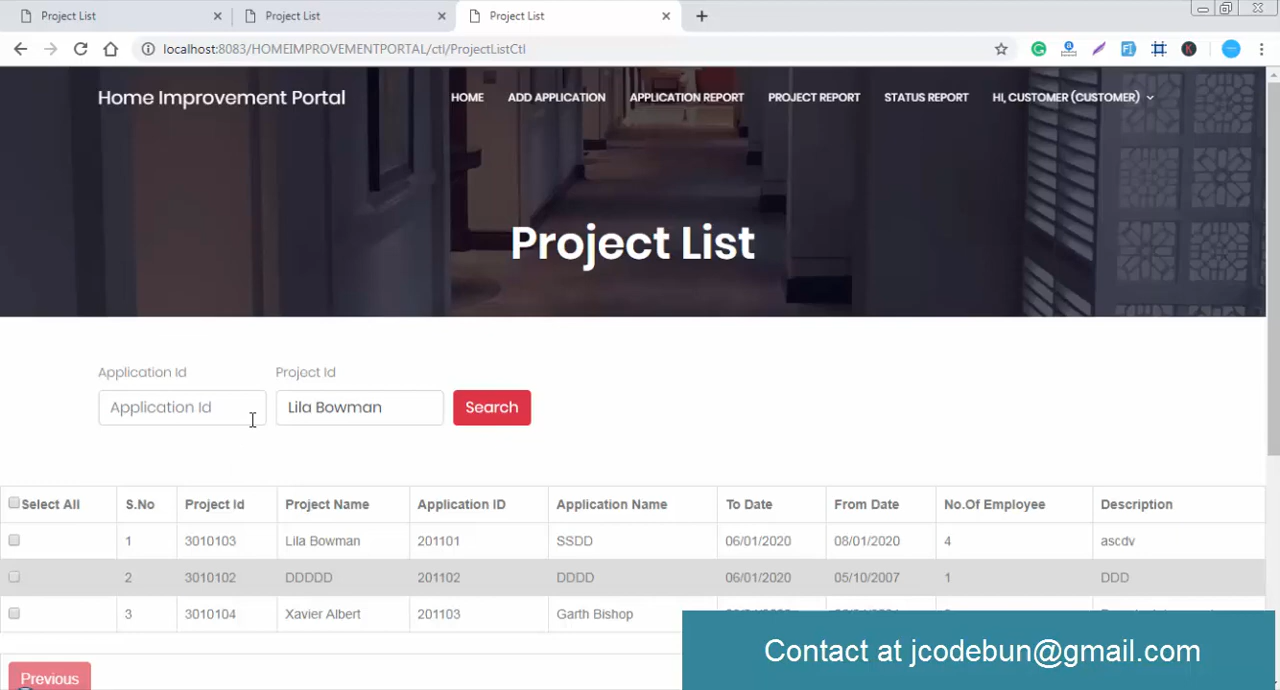 Project List
Project List
Project List
localhost:8083/HOMEIMPROVEMENTPORTAL/ctl/ProjectListCtl
Home Improvement Portal HOME ADD APPLICATION APPLICATION REPORT PROJECT REPORT STATUS REPORT HI, CUSTOMER (CUSTOMER)
Project List
Application Id Project Id
Application Id Lila Bowman Search
Select All S.No Project Id Project Name Application ID Application Name To Date From Date No.Of Employee Description
1 3010103 Lila Bowman 201101 SSDD 06/01/2020 08/01/2020 4 ascdv
2 3010102 DDDDD 201102 DDDD 06/01/2020 05/10/2007 1 DDD
3 3010104 Xavier Albert 201103 Garth Bishop
Contact at jcodebun@gmail.com
Previous